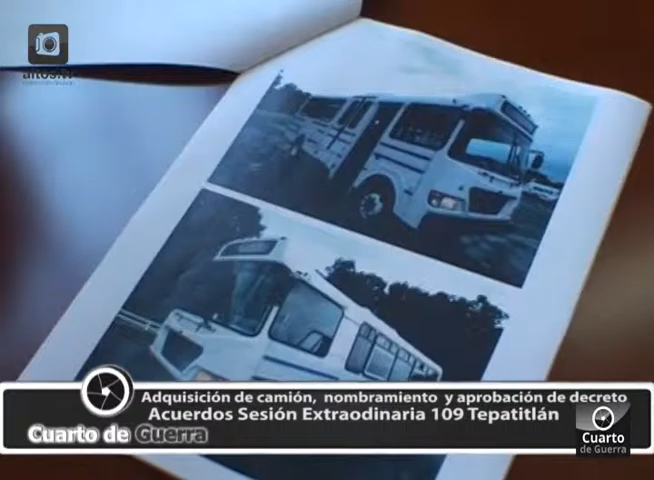 altos.TV
Adquisición de camión, nombramiento y aprobación de decreto
Acuerdos Sesión Extraodinaria 109 Tepatitlán
Cuarto de Guerra
Cuarto
de Guerra